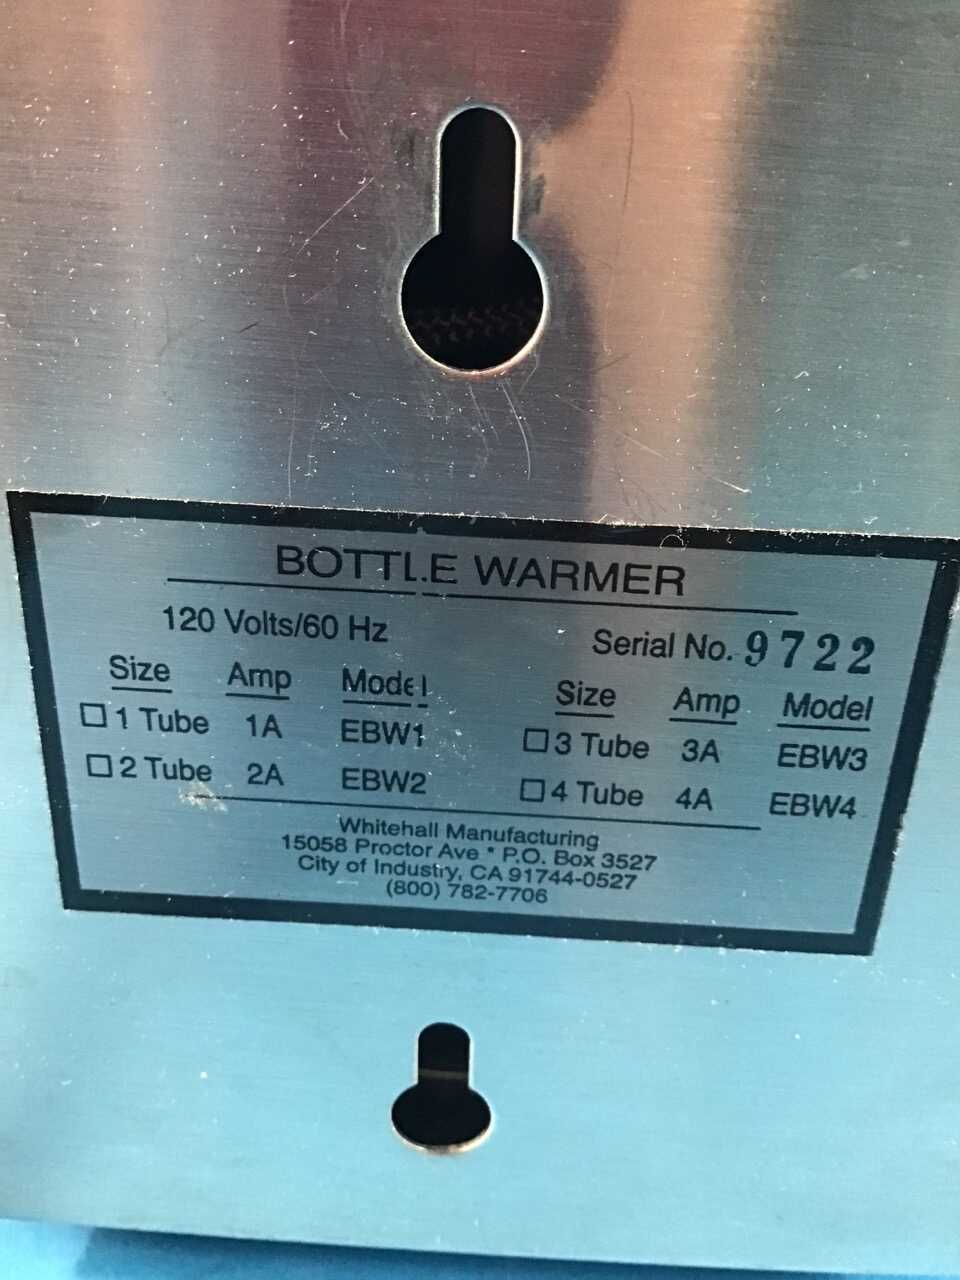 BOTTLE WARMER
120 Volts/60 Hz Serial No. 9722
Size Amp Model Size Amp Model
☐ 1 Tube 1A EBW1 ☐ 3 Tube 3A EBW3
☐ 2 Tube 2A EBW2 ☐ 4 Tube 4A EBW4
Whitehall Manufacturing
15058 Proctor Ave * P.O. Box 3527
City of Industry, CA 91744-0527
(800) 782-7706